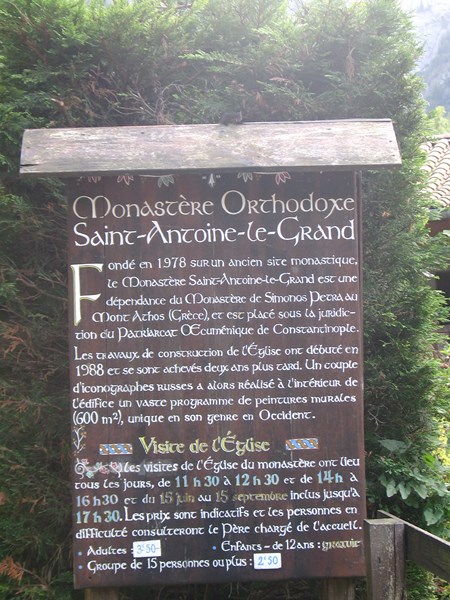 Monastère Orthodoxe
Saint-Antoine-le-Grand
Fondé en 1978 sur un ancien site monastique,
le Monastère Saint-Antoine-le-Grand est une
dépendance du Monastère de Simonos Petra au
Mont Athos (Grèce), et est placé sous la juridic-
tion du Patriarcat Œcuménique de Constantinople.
Les travaux de construction de l'Église ont débuté en
1988 et se sont achevés deux ans plus tard. Un couple
d'iconographes russes a alors réalisé à l'intérieur de
l'édifice un vaste programme de peintures murales
(600 m²), unique en son genre en Occident.
Visite de l'Église
les visites de l'Église du monastère ont lieu
tous les jours, de 11 h 30 à 12 h 30 et de 14 h à
16 h 30 et du 15 juin au 15 septembre inclus jusqu'à
17 h 30. Les prix sont indicatifs et les personnes en
difficulté consulteront le Père chargé de l'accueil.
• Adultes : 3€50 • Enfants - de 12 ans : gratuit
Groupe de 15 personnes ou plus : 2€50